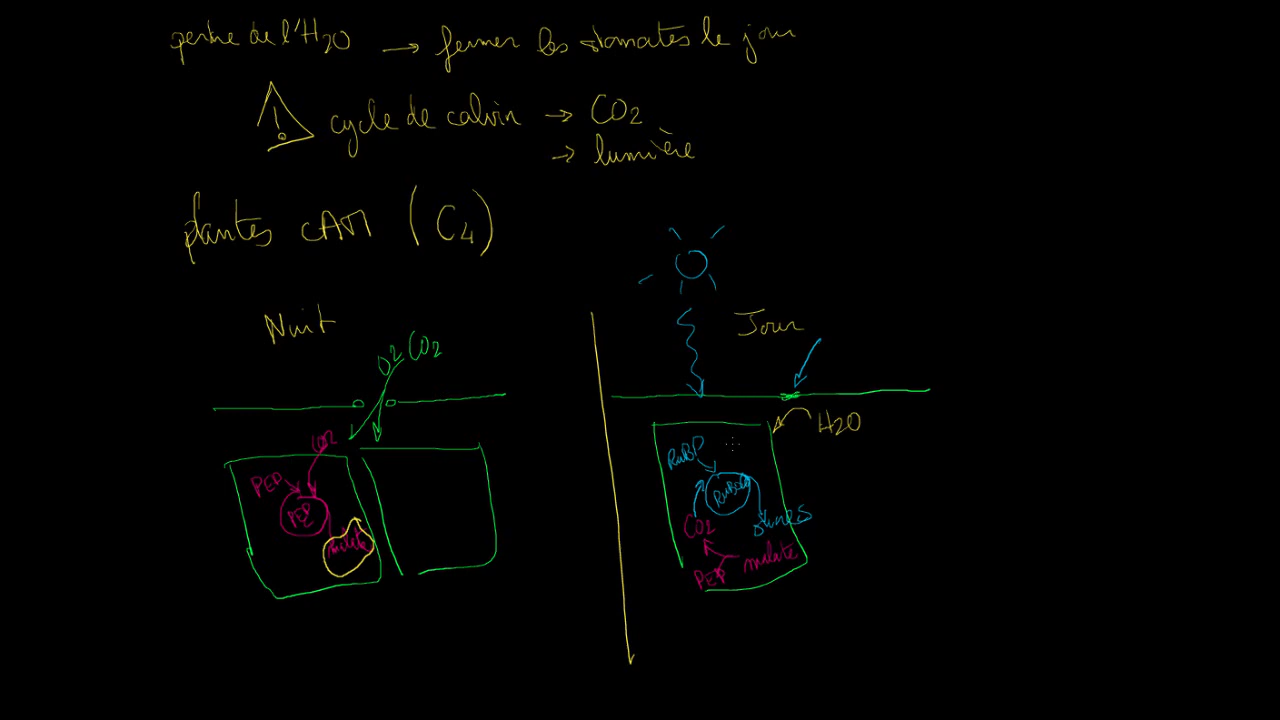 perte de l'H2O → fermer les stomates le jour
! cycle de calvin → CO2
→ lumière
plantes CAM (C4)
Nuit
Jour
O2 CO2
H2O
CO2
PEP
PEP
malate
RuBP
CO2
sucres
PEP malate